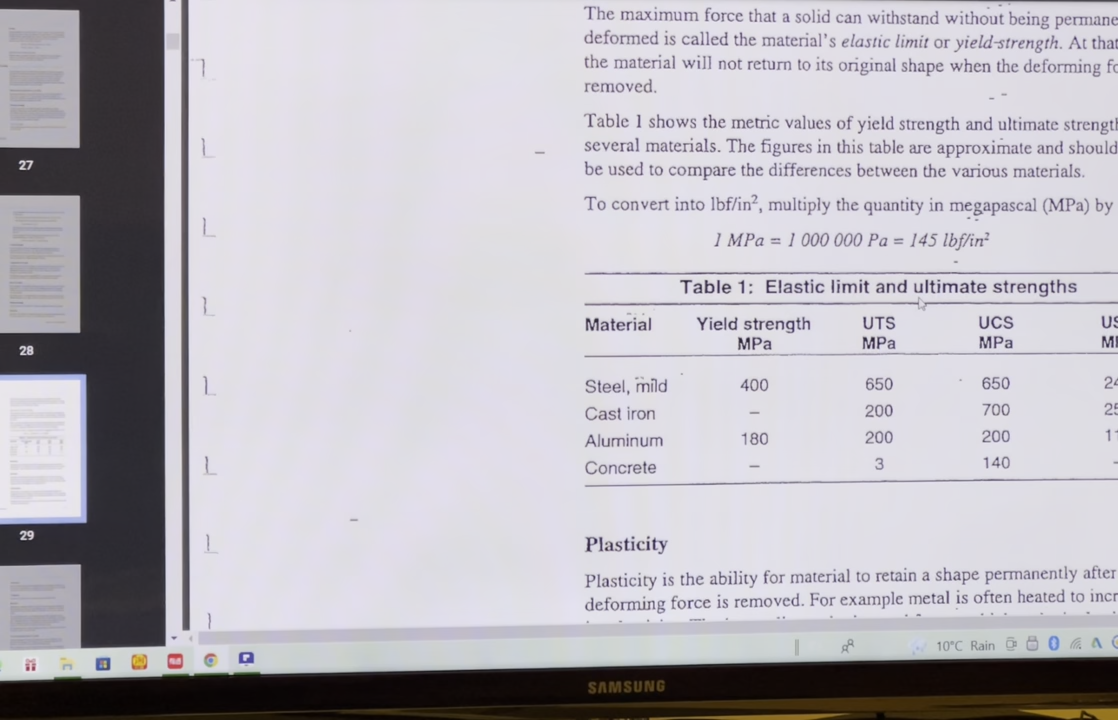 The maximum force that a solid can withstand without being permane
deformed is called the material's elastic limit or yield-strength. At that
the material will not return to its original shape when the deforming fo
removed.
Table 1 shows the metric values of yield strength and ultimate strength
several materials. The figures in this table are approximate and should
be used to compare the differences between the various materials.
To convert into lbf/in², multiply the quantity in megapascal (MPa) by
1 MPa = 1 000 000 Pa = 145 lbf/in²
Table 1: Elastic limit and ultimate strengths
Material Yield strength UTS UCS US
MPa MPa MPa
Steel, mild 400 650 650 24
Cast iron – 200 700 25
Aluminum 180 200 200 11
Concrete – 3 140 –
Plasticity
Plasticity is the ability for material to retain a shape permanently after
deforming force is removed. For example metal is often heated to incr
27
28
29
10°C Rain
SAMSUNG